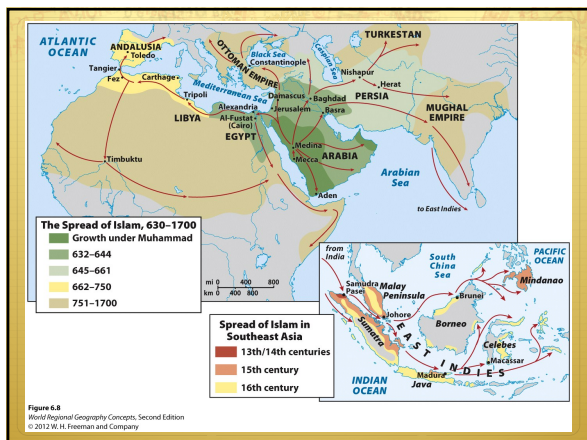 ATLANTIC
OCEAN
ANDALUSIA
Toledo
Tangier
Fez
Carthage
Tripoli
Mediterranean Sea
OTTOMAN EMPIRE
Black Sea
Constantinople
Caspian Sea
TURKESTAN
Nishapur
Herat
Damascus
Baghdad
PERSIA
Jerusalem
Basra
Alexandria
Al-Fustat
(Cairo)
LIBYA
EGYPT
MUGHAL
EMPIRE
Medina
Mecca
ARABIA
Arabian
Sea
Timbuktu
Aden
to East Indies
The Spread of Islam, 630–1700
Growth under Muhammad
632–644
645–661
662–750
751–1700
mi 0 400 800
km 0 400 800
Spread of Islam in
Southeast Asia
13th/14th centuries
15th century
16th century
from
India
Samudra
Pasei
Malay
Peninsula
South
China
Sea
PACIFIC
OCEAN
Mindanao
Brunei
Johore
Borneo
Sumatra
EAST INDIES
Celebes
Macassar
Madura
Java
INDIAN
OCEAN
Figure 6.8
World Regional Geography Concepts, Second Edition
© 2012 W. H. Freeman and Company